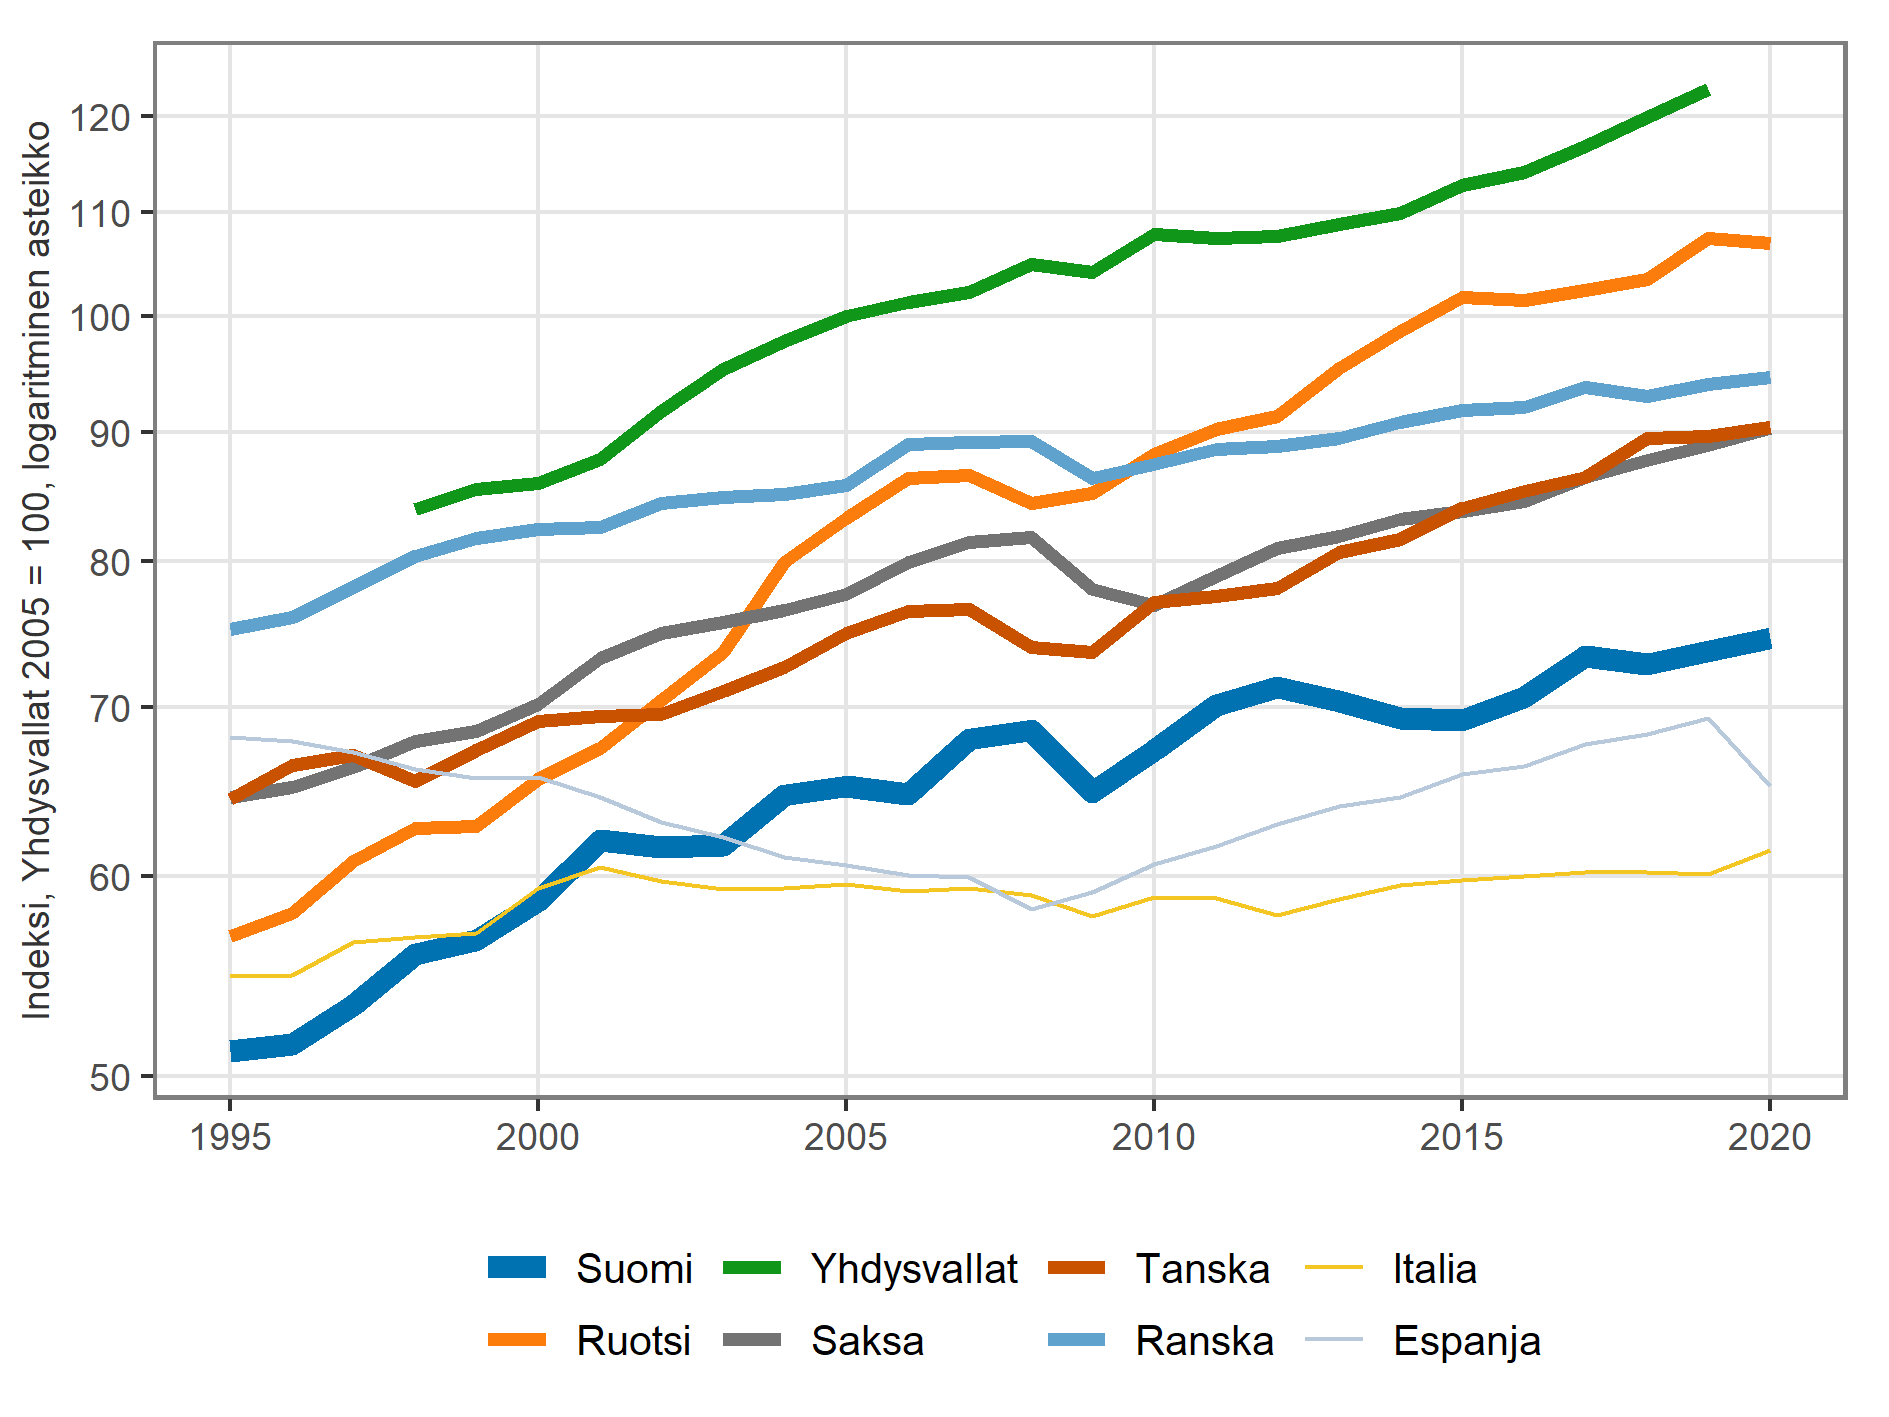 Indeksi, Yhdysvallat 2005 = 100, logaritminen asteikko
120
110
100
90
80
70
60
50
1995 2000 2005 2010 2015 2020
Suomi Yhdysvallat Tanska Italia
Ruotsi Saksa Ranska Espanja